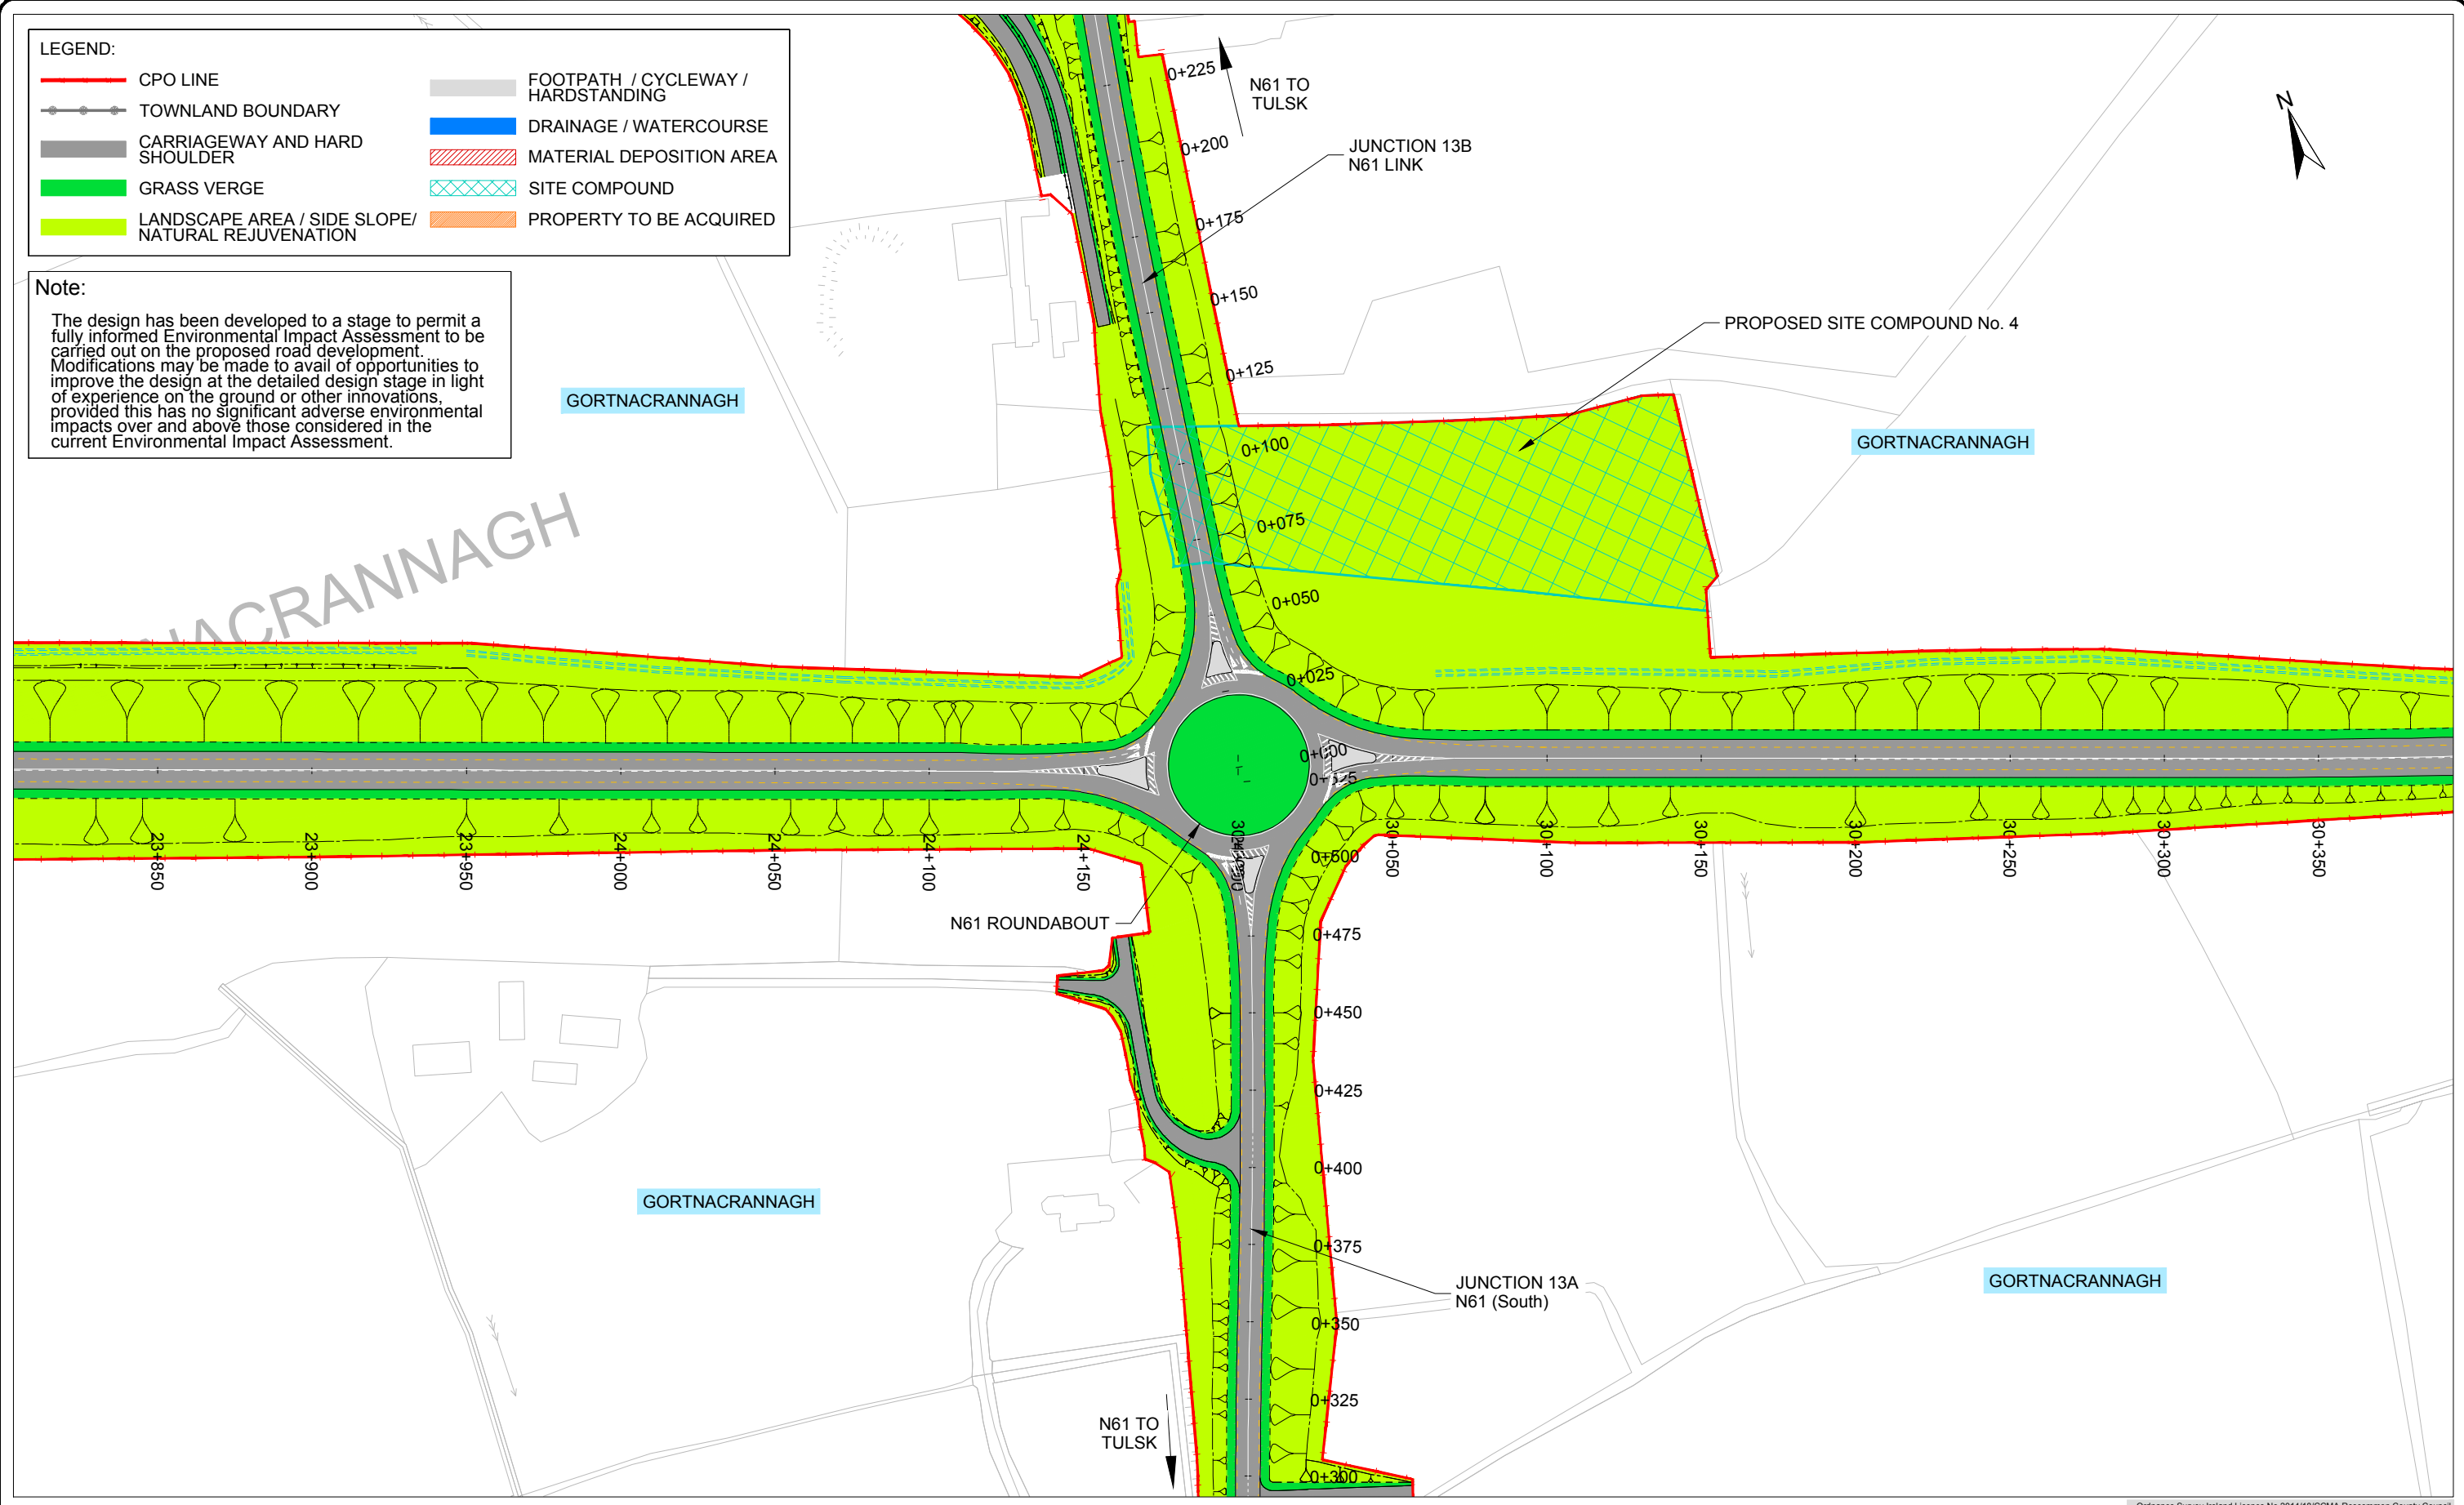 LEGEND:
CPO LINE
TOWNLAND BOUNDARY
CARRIAGEWAY AND HARD
SHOULDER
GRASS VERGE
LANDSCAPE AREA / SIDE SLOPE/
NATURAL REJUVENATION
FOOTPATH / CYCLEWAY /
HARDSTANDING
DRAINAGE / WATERCOURSE
MATERIAL DEPOSITION AREA
SITE COMPOUND
PROPERTY TO BE ACQUIRED
Note:
The design has been developed to a stage to permit a
fully informed Environmental Impact Assessment to be
carried out on the proposed road development.
Modifications may be made to avail of opportunities to
improve the design at the detailed design stage in light
of experience on the ground or other innovations,
provided this has no significant adverse environmental
impacts over and above those considered in the
current Environmental Impact Assessment.
N61 TO
TULSK
N
JUNCTION 13B
N61 LINK
PROPOSED SITE COMPOUND No. 4
GORTNACRANNAGH
GORTNACRANNAGH
NACRANNAGH
0+225
0+200
0+175
0+150
0+125
0+100
0+075
0+050
0+025
0+000
23+850
23+900
23+950
24+000
24+050
24+100
24+150
30+050
30+100
30+150
30+200
30+250
30+300
30+350
N61 ROUNDABOUT
0+500
0+475
0+450
0+425
0+400
0+375
0+350
0+325
0+300
GORTNACRANNAGH
GORTNACRANNAGH
JUNCTION 13A
N61 (South)
N61 TO
TULSK